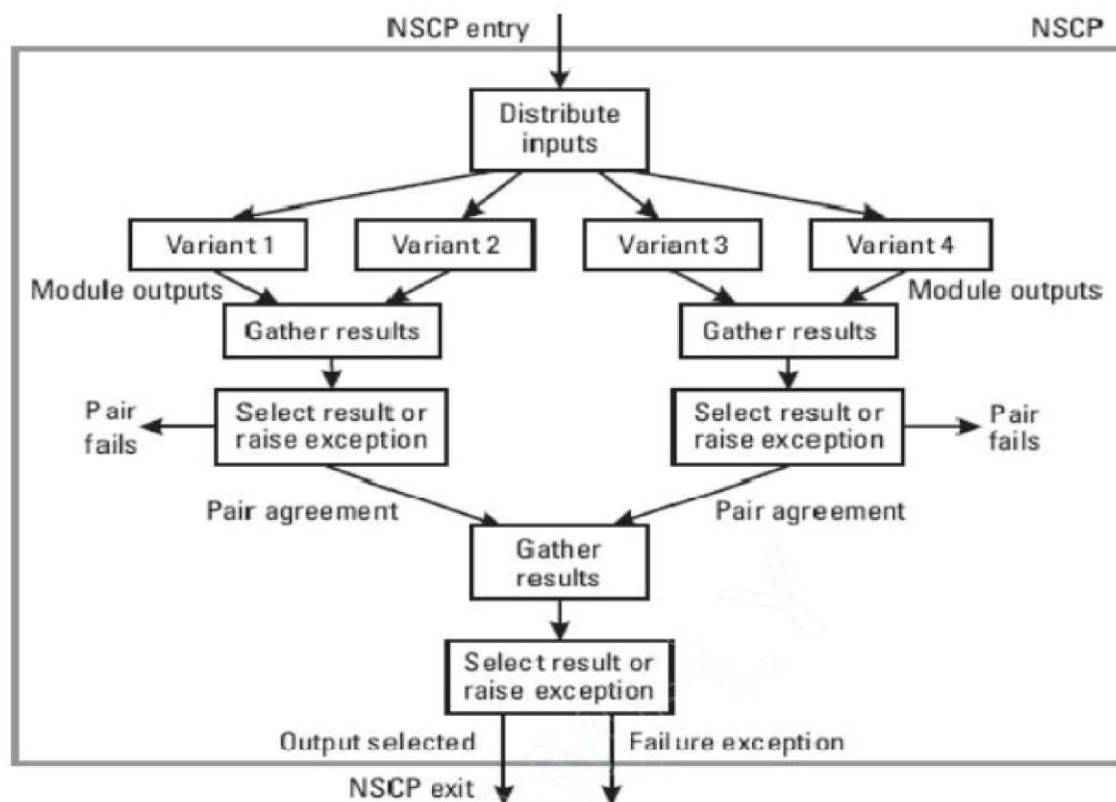 NSCP entry
NSCP
Distribute
inputs
Variant 1
Variant 2
Variant 3
Variant 4
Module outputs
Module outputs
Gather results
Gather results
Pair
fails
Select result or
raise exception
Select result or
raise exception
Pair
fails
Pair agreement
Pair agreement
Gather
results
Select result or
raise exception
Output selected
Failure exception
NSCP exit